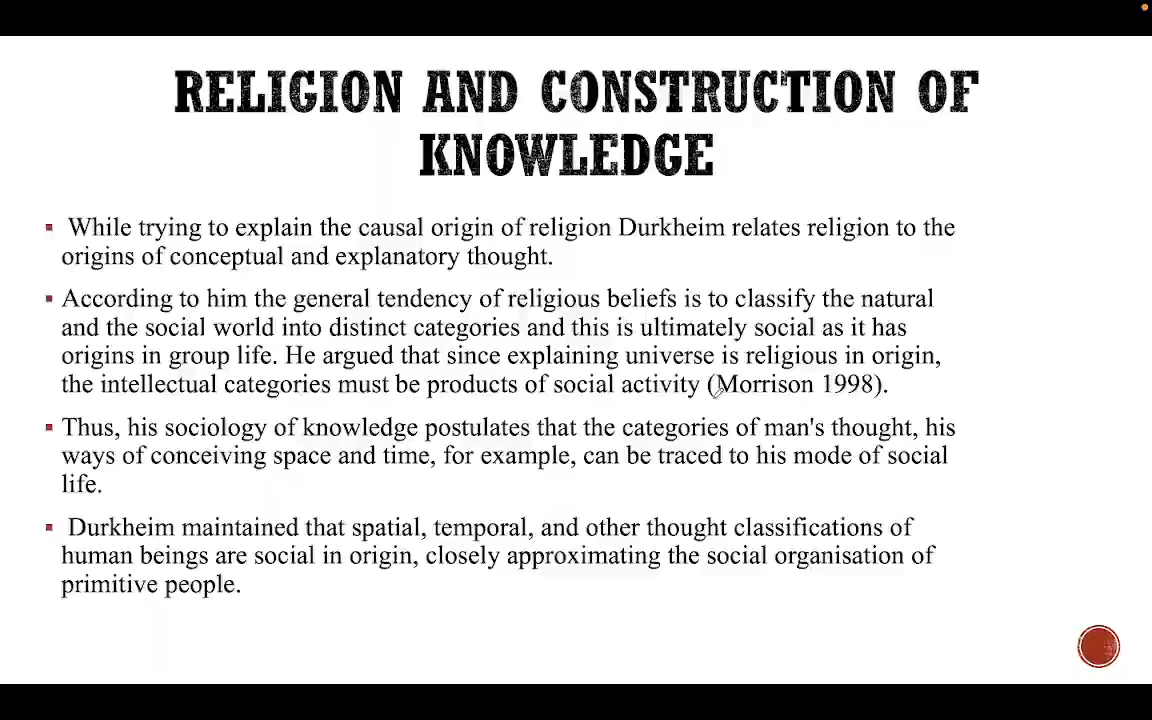 RELIGION AND CONSTRUCTION OF
KNOWLEDGE
▪ While trying to explain the causal origin of religion Durkheim relates religion to the
origins of conceptual and explanatory thought.
▪ According to him the general tendency of religious beliefs is to classify the natural
and the social world into distinct categories and this is ultimately social as it has
origins in group life. He argued that since explaining universe is religious in origin,
the intellectual categories must be products of social activity (Morrison 1998).
▪ Thus, his sociology of knowledge postulates that the categories of man's thought, his
ways of conceiving space and time, for example, can be traced to his mode of social
life.
▪ Durkheim maintained that spatial, temporal, and other thought classifications of
human beings are social in origin, closely approximating the social organisation of
primitive people.